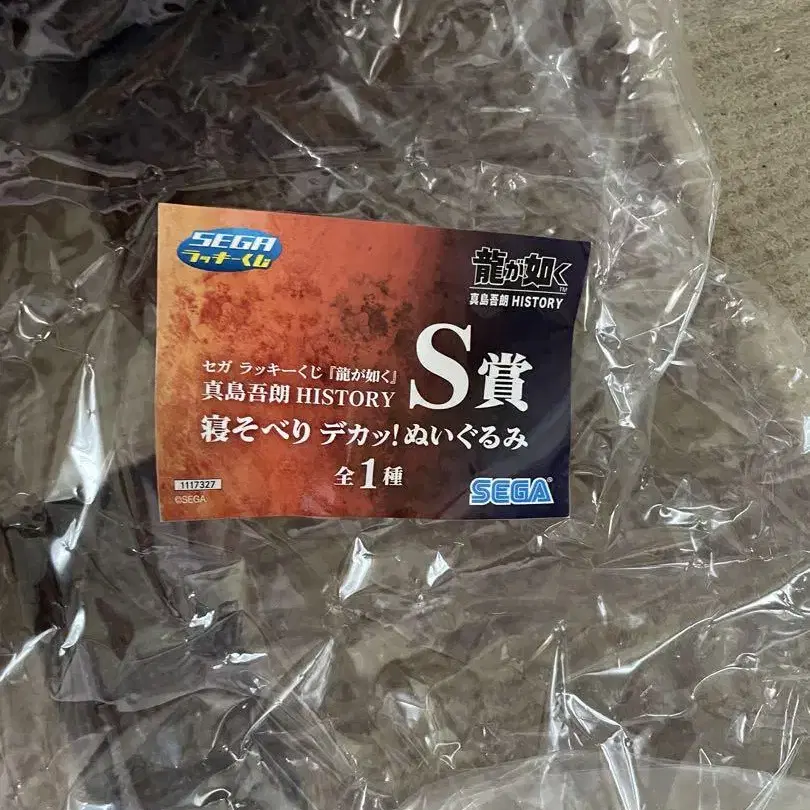 SEGA
ラッキーくじ
龍が如く™
真島吾朗 HISTORY
セガ ラッキーくじ『龍が如く』
真島吾朗 HISTORY
S賞
寝そべり デカッ!ぬいぐるみ
全1種
1117327
©SEGA
SEGA®